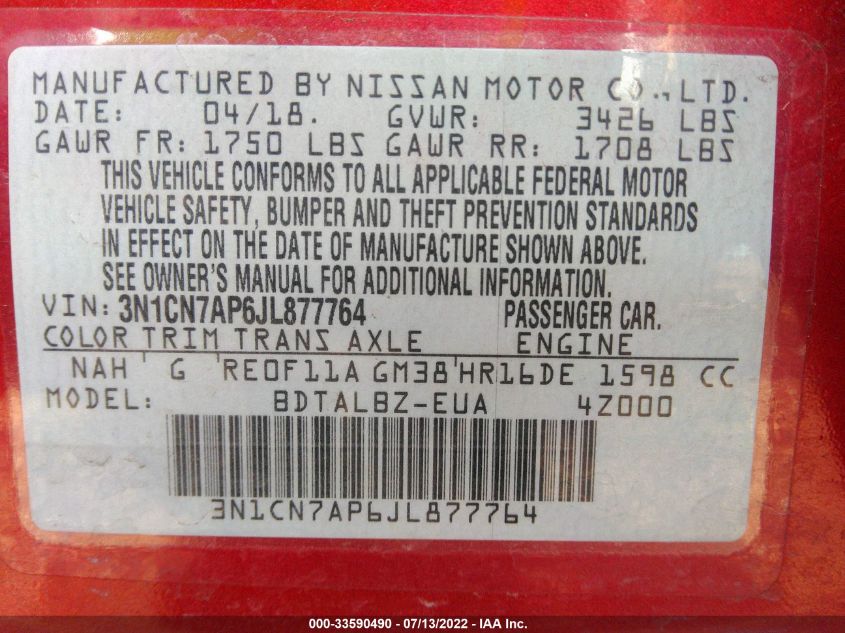 MANUFACTURED BY NISSAN MOTOR CO., LTD.
DATE: 04/18. GVWR: 3426 LBS
GAWR FR: 1750 LBS GAWR RR: 1708 LBS
THIS VEHICLE CONFORMS TO ALL APPLICABLE FEDERAL MOTOR
VEHICLE SAFETY, BUMPER AND THEFT PREVENTION STANDARDS
IN EFFECT ON THE DATE OF MANUFACTURE SHOWN ABOVE.
SEE OWNER'S MANUAL FOR ADDITIONAL INFORMATION.
VIN: 3N1CN7AP6JL877764 PASSENGER CAR.
COLOR TRIM TRANS AXLE ENGINE
NAH ' G ' RE0F11A GM38 ' HR16DE 1598 CC
MODEL: BDTALBZ-EUA 4Z000
3N1CN7AP6JL877764
000-33590490 - 07/13/2022 - IAA Inc.